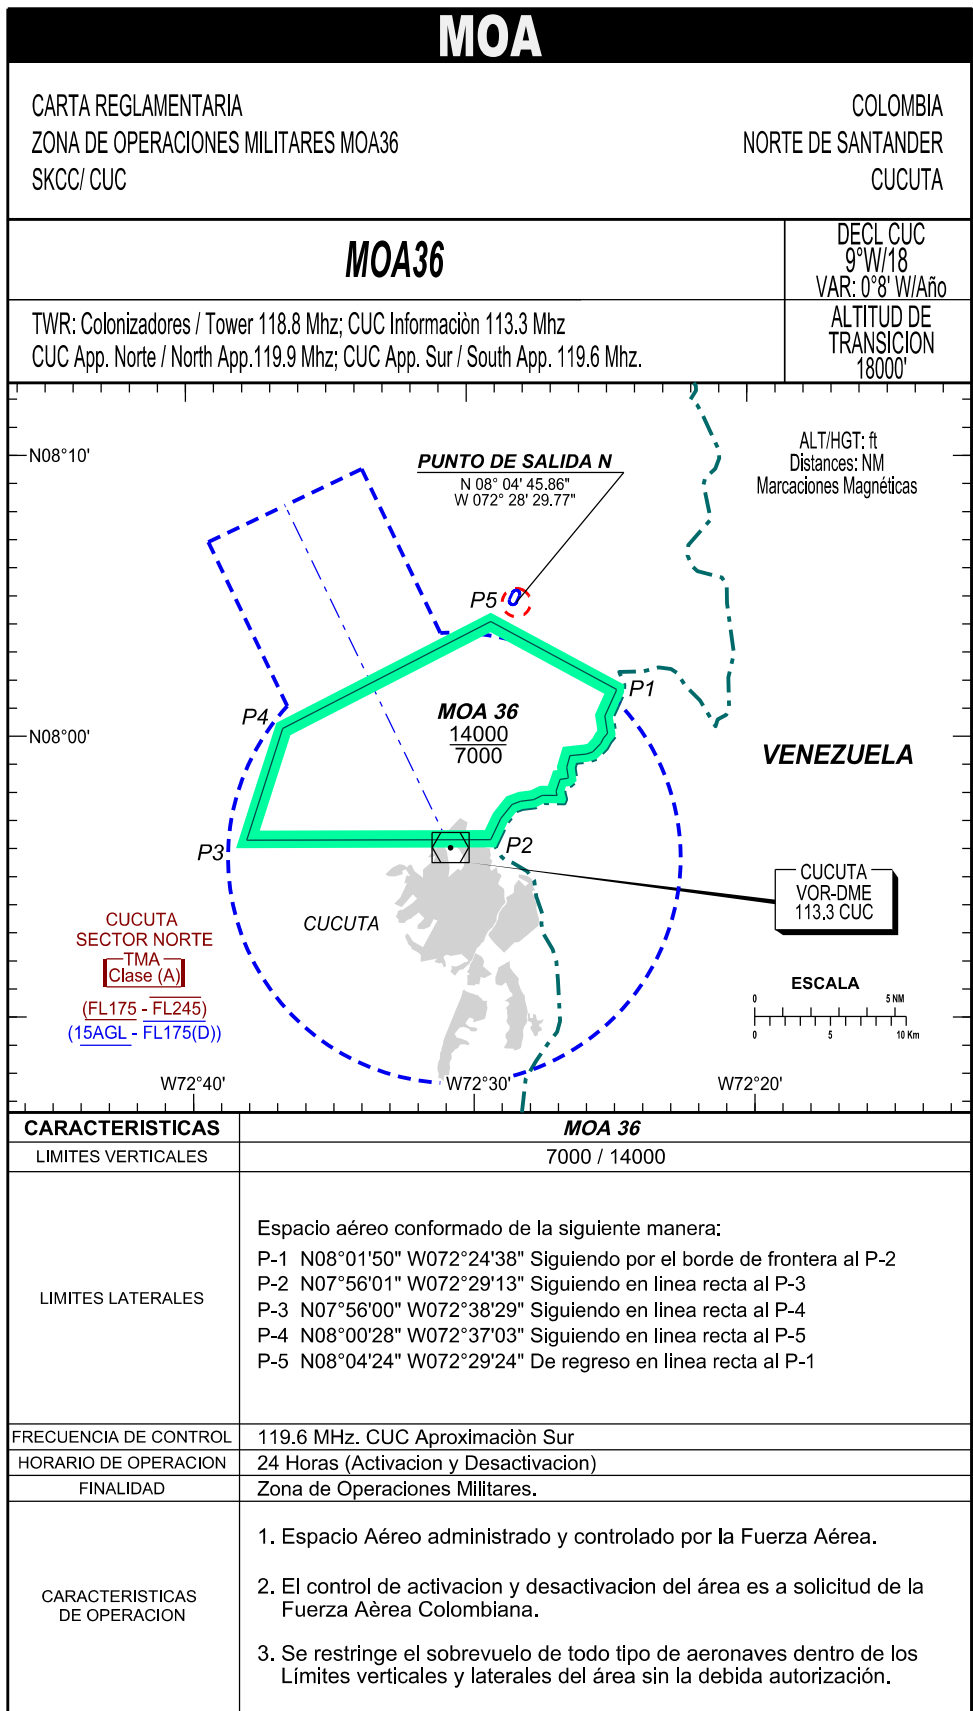 MOA
CARTA REGLAMENTARIA
ZONA DE OPERACIONES MILITARES MOA36
SKCC/ CUC
COLOMBIA
NORTE DE SANTANDER
CUCUTA
MOA36
DECL CUC
9°W/18
VAR: 0°8' W/Año
TWR: Colonizadores / Tower 118.8 Mhz; CUC Informaciòn 113.3 Mhz
CUC App. Norte / North App.119.9 Mhz; CUC App. Sur / South App. 119.6 Mhz.
ALTITUD DE
TRANSICION
18000'
N08°10'
PUNTO DE SALIDA N
N 08° 04' 45.86"
W 072° 28' 29.77"
ALT/HGT: ft
Distances: NM
Marcaciones Magnéticas
P5
P1
P4
MOA 36
14000
7000
N08°00'
VENEZUELA
P3
P2
CUCUTA
VOR-DME
113.3 CUC
CUCUTA
CUCUTA
SECTOR NORTE
TMA
Clase (A)
(FL175 - FL245)
(15AGL - FL175(D))
ESCALA
0 5 NM
0 5 10 Km
W72°40' W72°30' W72°20'
CARACTERISTICAS MOA 36
LIMITES VERTICALES 7000 / 14000
LIMITES LATERALES
Espacio aéreo conformado de la siguiente manera:
P-1 N08°01'50" W072°24'38" Siguiendo por el borde de frontera al P-2
P-2 N07°56'01" W072°29'13" Siguiendo en linea recta al P-3
P-3 N07°56'00" W072°38'29" Siguiendo en linea recta al P-4
P-4 N08°00'28" W072°37'03" Siguiendo en linea recta al P-5
P-5 N08°04'24" W072°29'24" De regreso en linea recta al P-1
FRECUENCIA DE CONTROL 119.6 MHz. CUC Aproximaciòn Sur
HORARIO DE OPERACION 24 Horas (Activacion y Desactivacion)
FINALIDAD Zona de Operaciones Militares.
CARACTERISTICAS
DE OPERACION
1. Espacio Aéreo administrado y controlado por la Fuerza Aérea.
2. El control de activacion y desactivacion del área es a solicitud de la
Fuerza Aèrea Colombiana.
3. Se restringe el sobrevuelo de todo tipo de aeronaves dentro de los
Límites verticales y laterales del área sin la debida autorización.